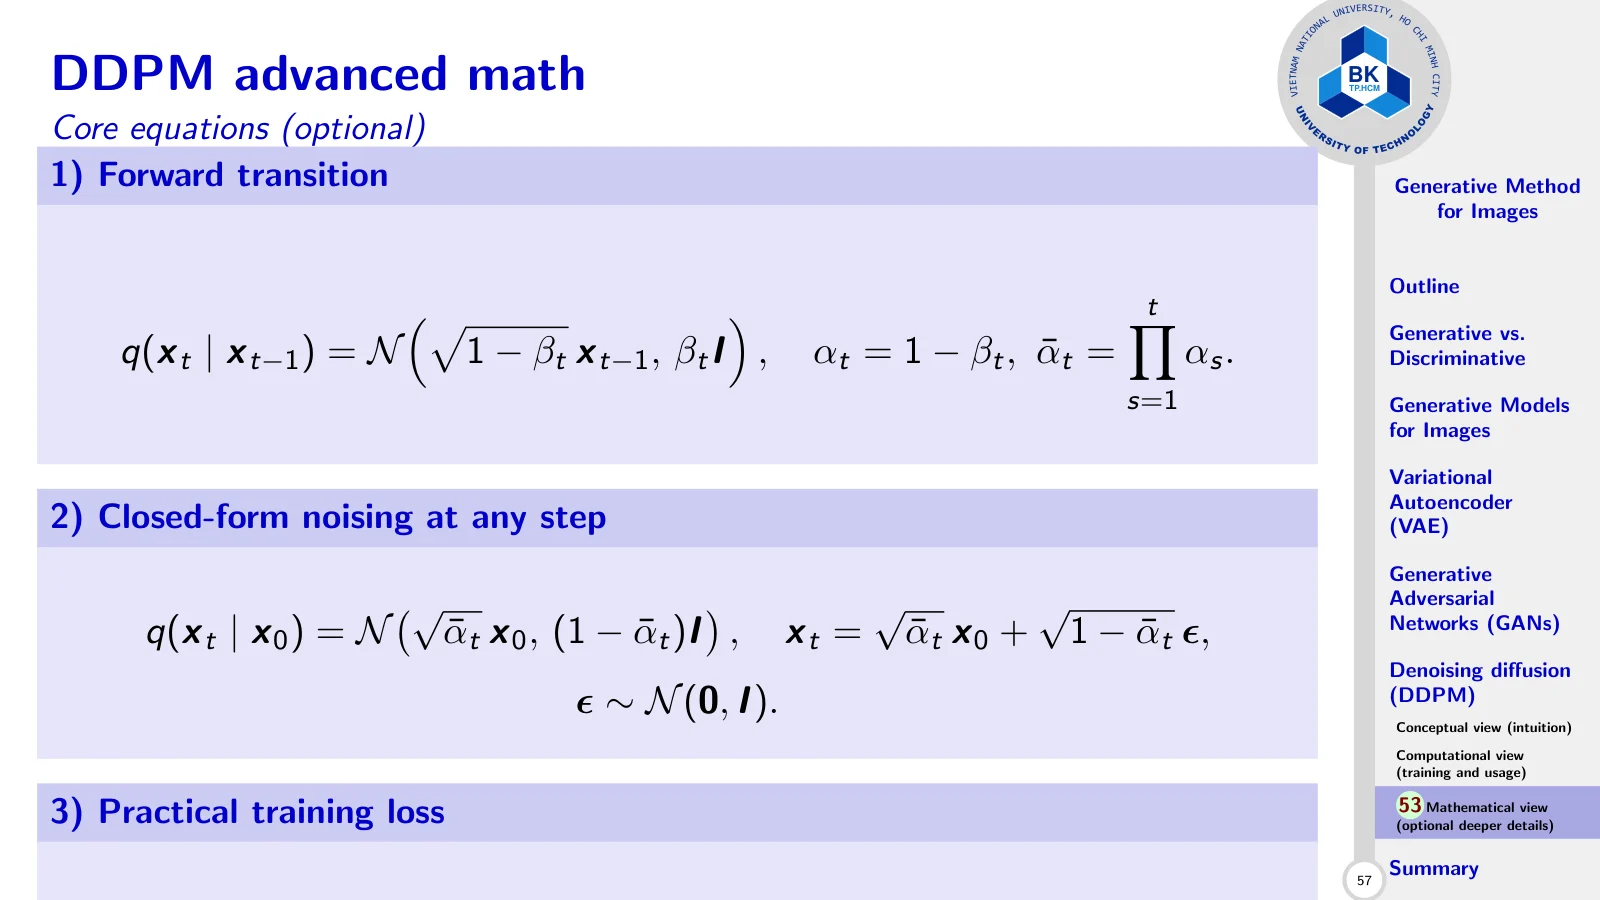 DDPM advanced math
Core equations (optional)
1) Forward transition
q(x_t | x_{t−1}) = 𝒩(√(1 − β_t) x_{t−1}, β_t I), α_t = 1 − β_t, ᾱ_t = ∏_{s=1}^{t} α_s.
2) Closed-form noising at any step
q(x_t | x_0) = 𝒩(√ᾱ_t x_0, (1 − ᾱ_t)I), x_t = √ᾱ_t x_0 + √(1 − ᾱ_t) ϵ,
ϵ ∼ 𝒩(0, I).
3) Practical training loss
VIETNAM NATIONAL UNIVERSITY, HO CHI MINH CITY
BK
TP.HCM
UNIVERSITY OF TECHNOLOGY
Generative Method
for Images
Outline
Generative vs.
Discriminative
Generative Models
for Images
Variational
Autoencoder
(VAE)
Generative
Adversarial
Networks (GANs)
Denoising diffusion
(DDPM)
Conceptual view (intuition)
Computational view
(training and usage)
53 Mathematical view
(optional deeper details)
Summary
57